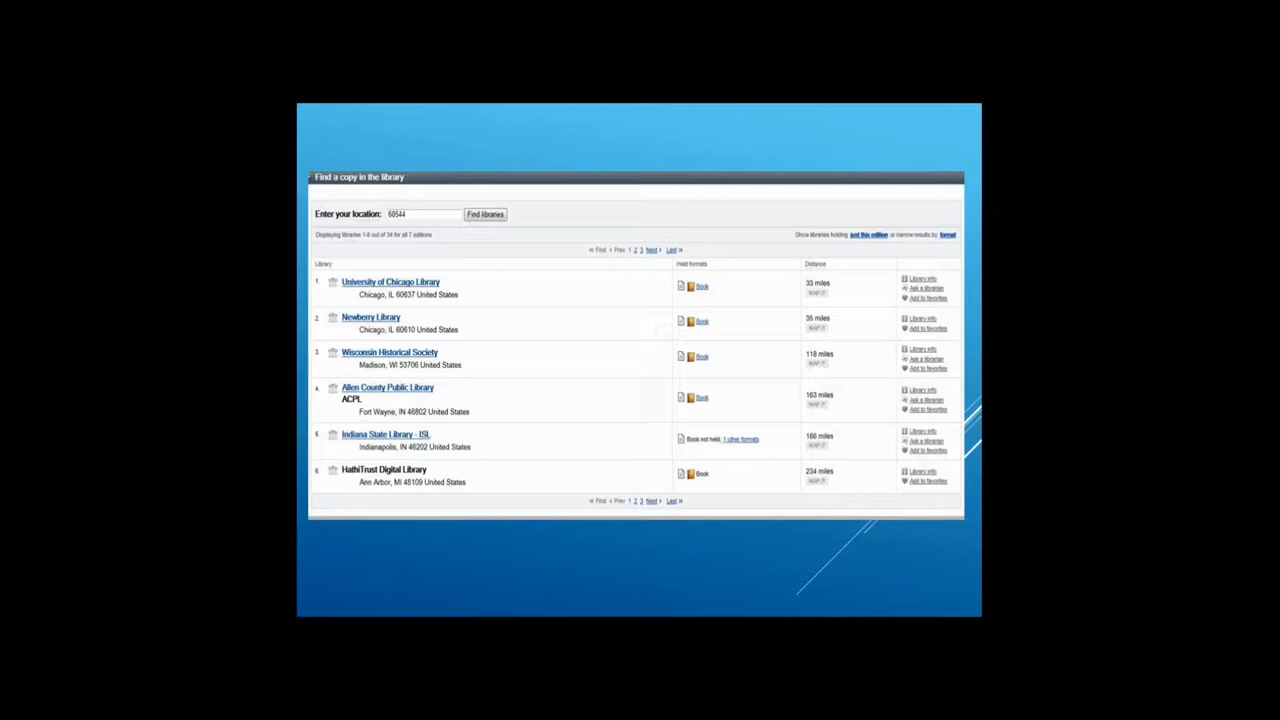 Find a copy in the library
Enter your location: 60544 Find libraries
Displaying libraries 1-6 out of 34 for all 7 editions Show libraries holding just this edition or narrow results by format
« First ‹ Prev 1 2 3 Next › Last »
Library Held formats Distance
1. University of Chicago Library Book 33 miles Library info
Chicago, IL 60637 United States MAP IT Ask a librarian
Add to favorites
2. Newberry Library Book 35 miles Library info
Chicago, IL 60610 United States MAP IT Add to favorites
3. Wisconsin Historical Society Book 118 miles Library info
Madison, WI 53706 United States MAP IT Ask a librarian
Add to favorites
4. Allen County Public Library Book 163 miles Library info
ACPL MAP IT Ask a librarian
Fort Wayne, IN 46802 United States Add to favorites
5. Indiana State Library - ISL Book not held; 1 other formats 166 miles Library info
Indianapolis, IN 46202 United States MAP IT Ask a librarian
Add to favorites
6. HathiTrust Digital Library Book 234 miles Library info
Ann Arbor, MI 48109 United States MAP IT Add to favorites
« First ‹ Prev 1 2 3 Next › Last »